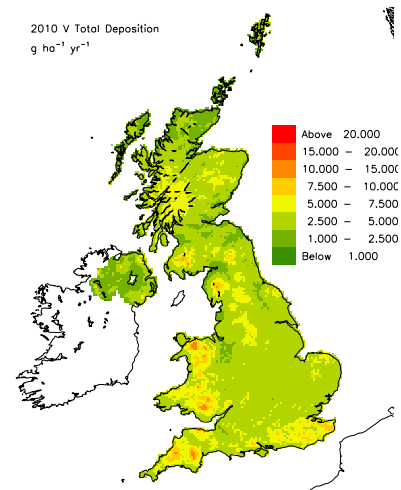 2010 V Total Deposition
g ha⁻¹ yr⁻¹
Above 20.000
15.000 – 20.000
10.000 – 15.000
7.500 – 10.000
5.000 – 7.500
2.500 – 5.000
1.000 – 2.500
Below 1.000